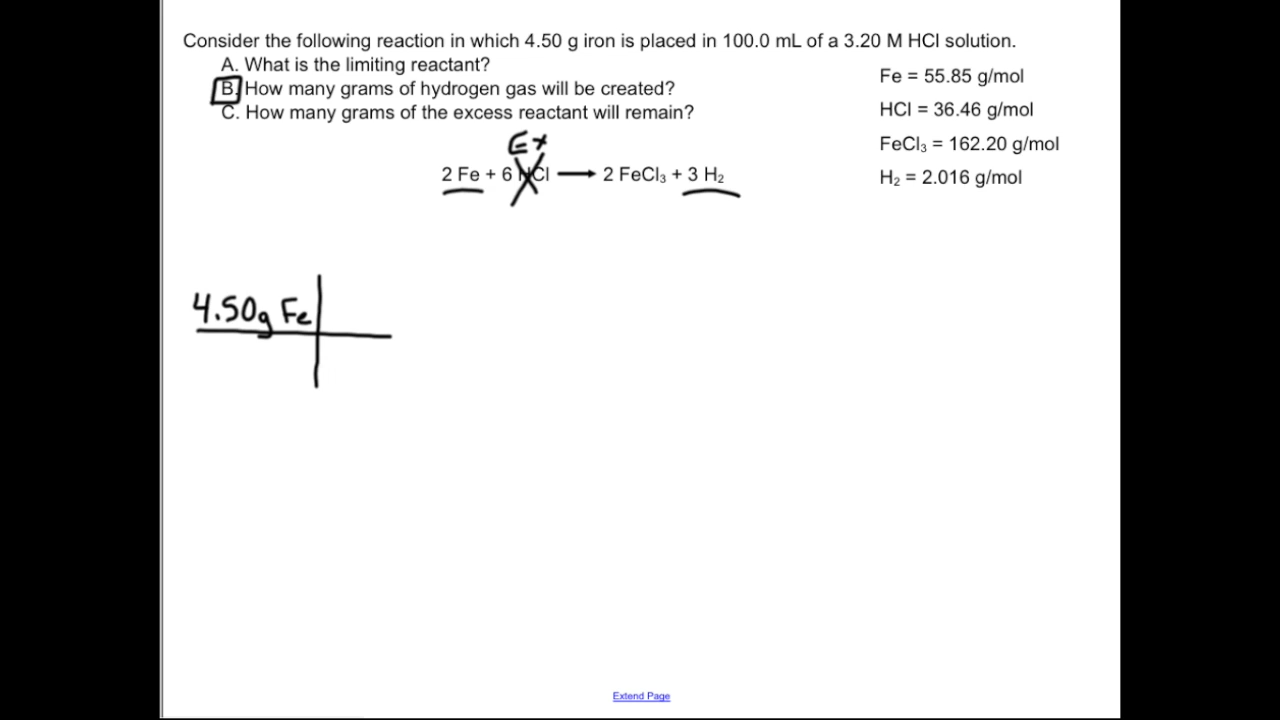 Consider the following reaction in which 4.50 g iron is placed in 100.0 mL of a 3.20 M HCl solution.
A. What is the limiting reactant?
B. How many grams of hydrogen gas will be created?
C. How many grams of the excess reactant will remain?
Fe = 55.85 g/mol
HCl = 36.46 g/mol
FeCl₃ = 162.20 g/mol
H₂ = 2.016 g/mol
Ex
2 Fe + 6 HCl ⟶ 2 FeCl₃ + 3 H₂
4.50g Fe
Extend Page